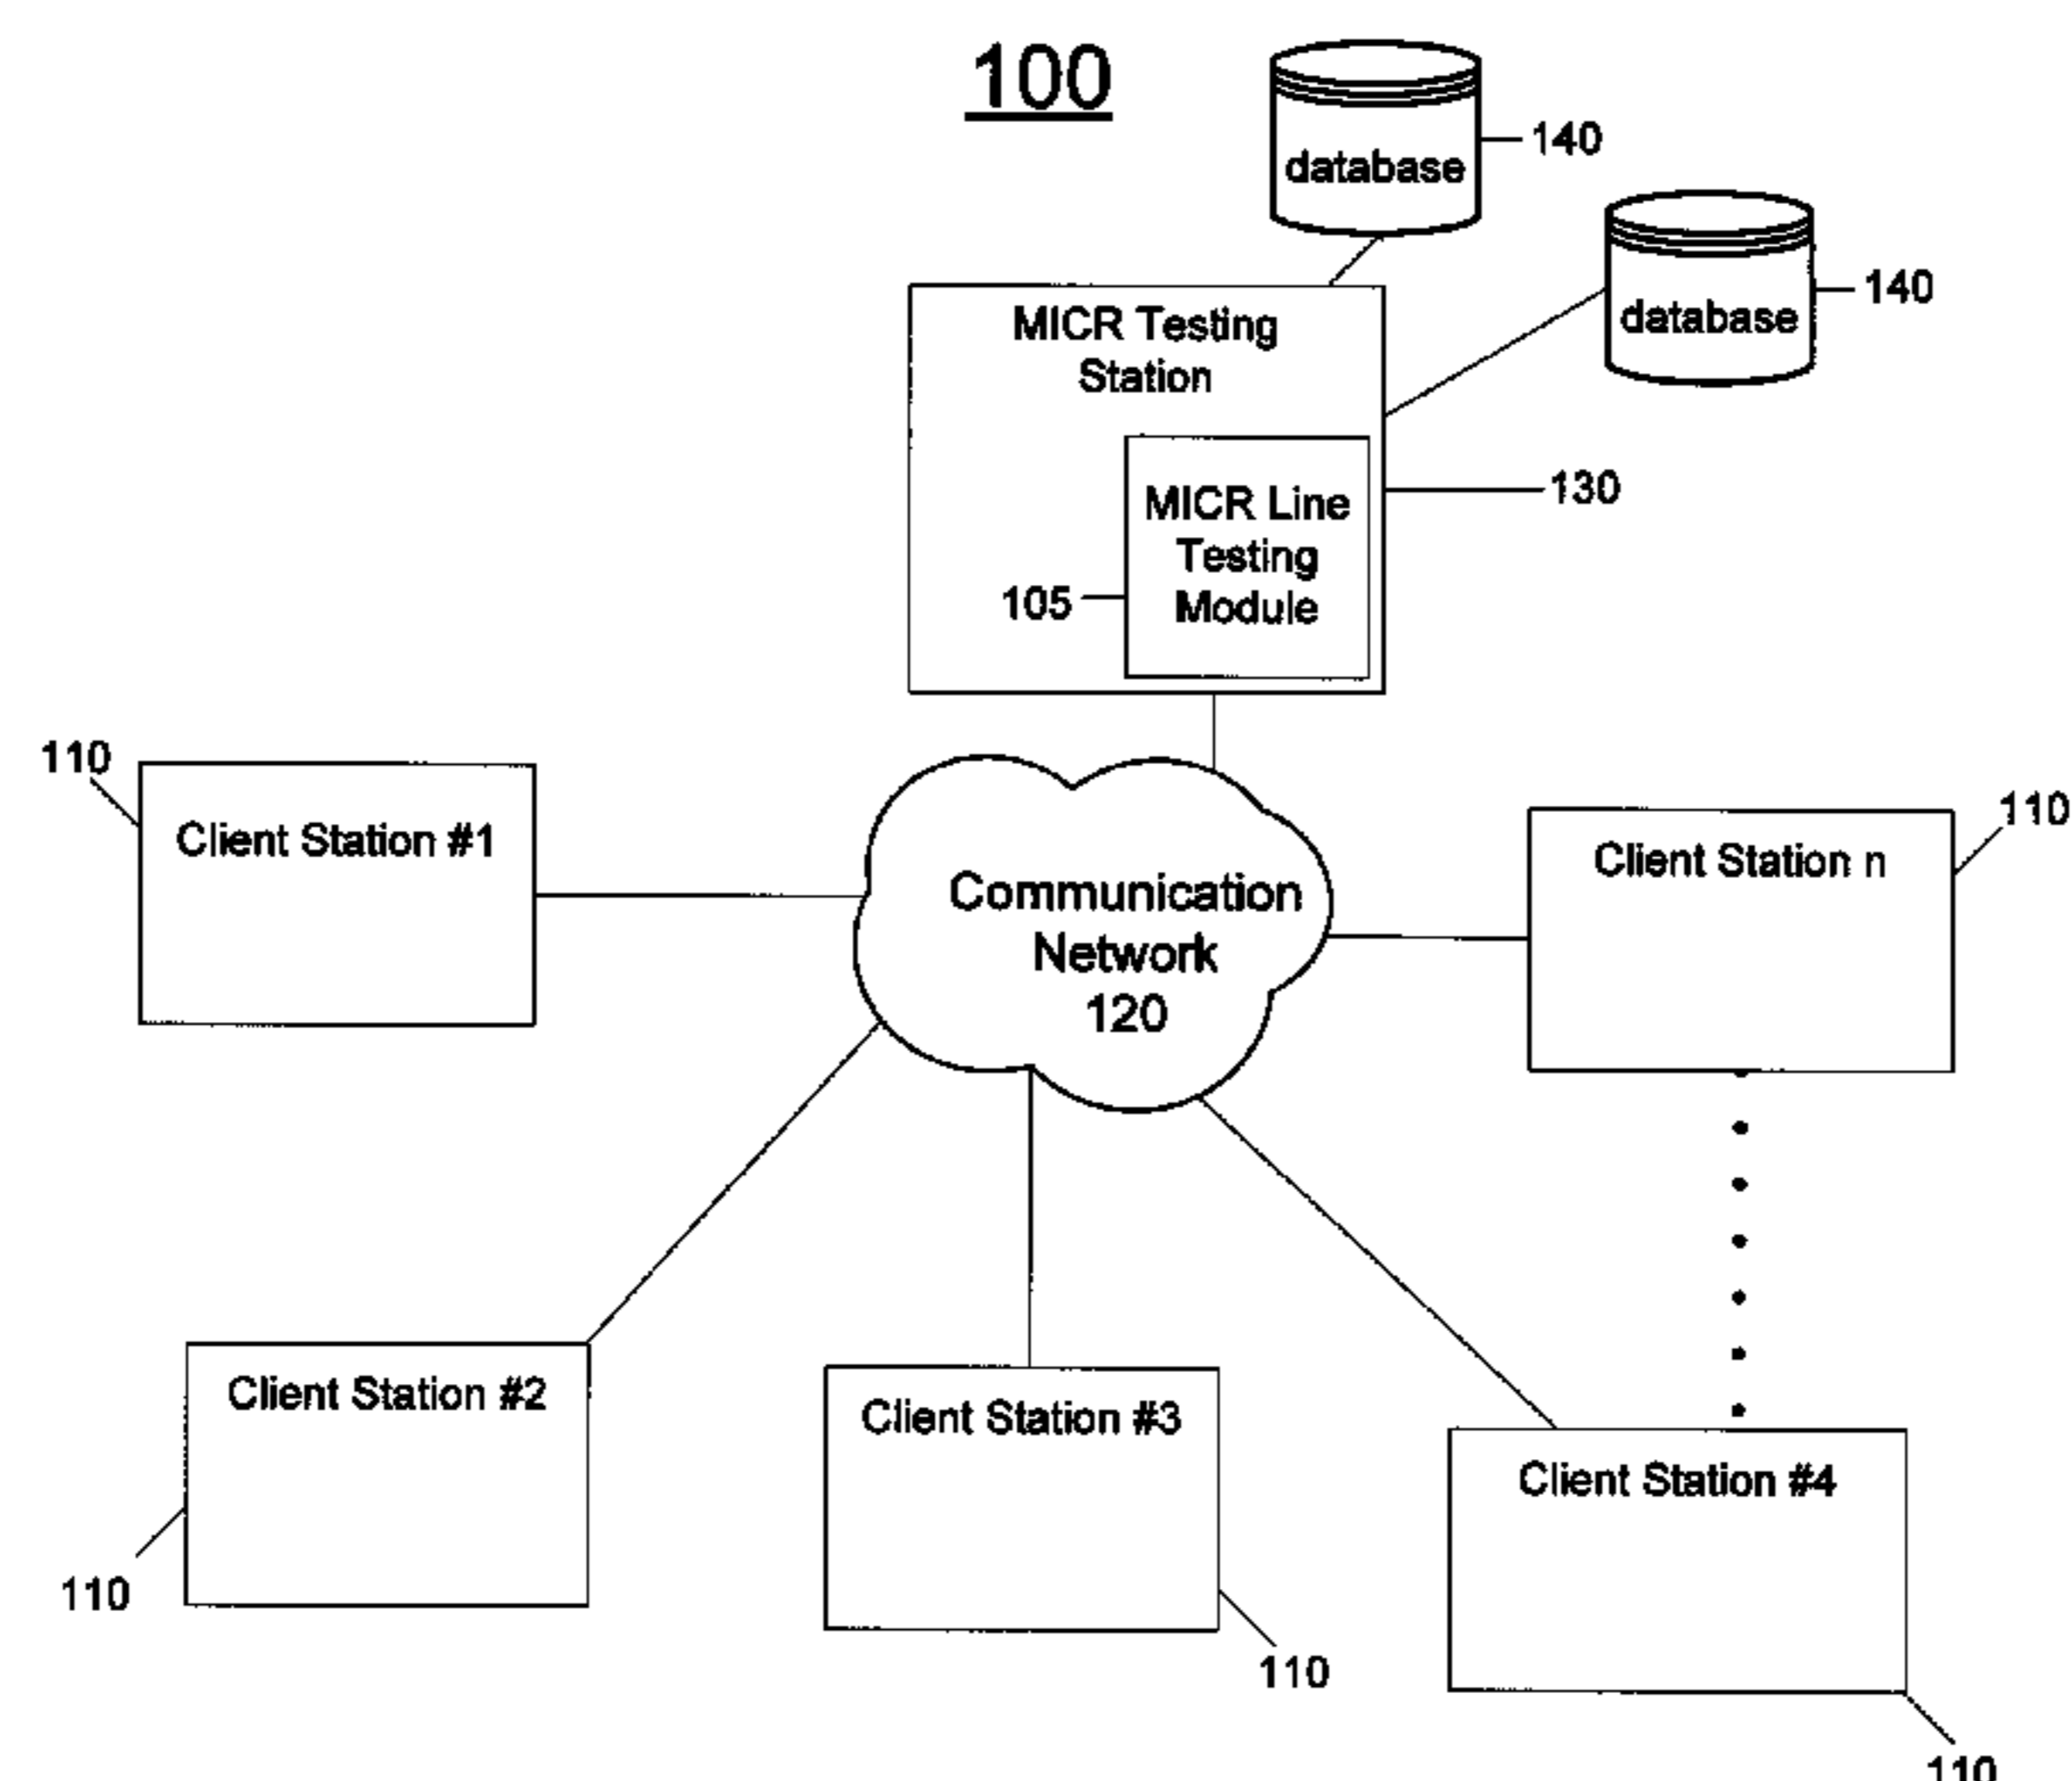 100
database
140
database
140
MICR Testing
Station
MICR Line
Testing
Module
130
105
110
Client Station #1
Communication
Network
120
Client Station n
110
Client Station #2
110
Client Station #3
110
Client Station #4
110